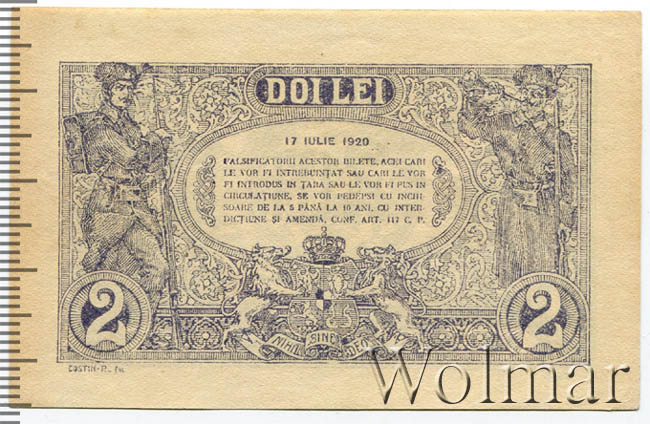 DOI LEI
17 IULIE 1920
FALSIFICATORII ACESTOR BILETE, ACEI CARI
LE VOR FI INTREBUINȚAT SAU CARI LE VOR
FI INTRODUS IN ȚARA SAU LE VOR FI PUS IN
CIRCULAȚIUNE, SE VOR PEDEPSI CU INCHI-
SOARE DE LA 5 PÂNĂ LA 10 ANI, CU INTER-
DICȚIUNE ȘI AMENDĂ, CONF. ART. 117 C. P.
2
NIHIL SINE DEO
2
COSTIN-P.
Wolmar